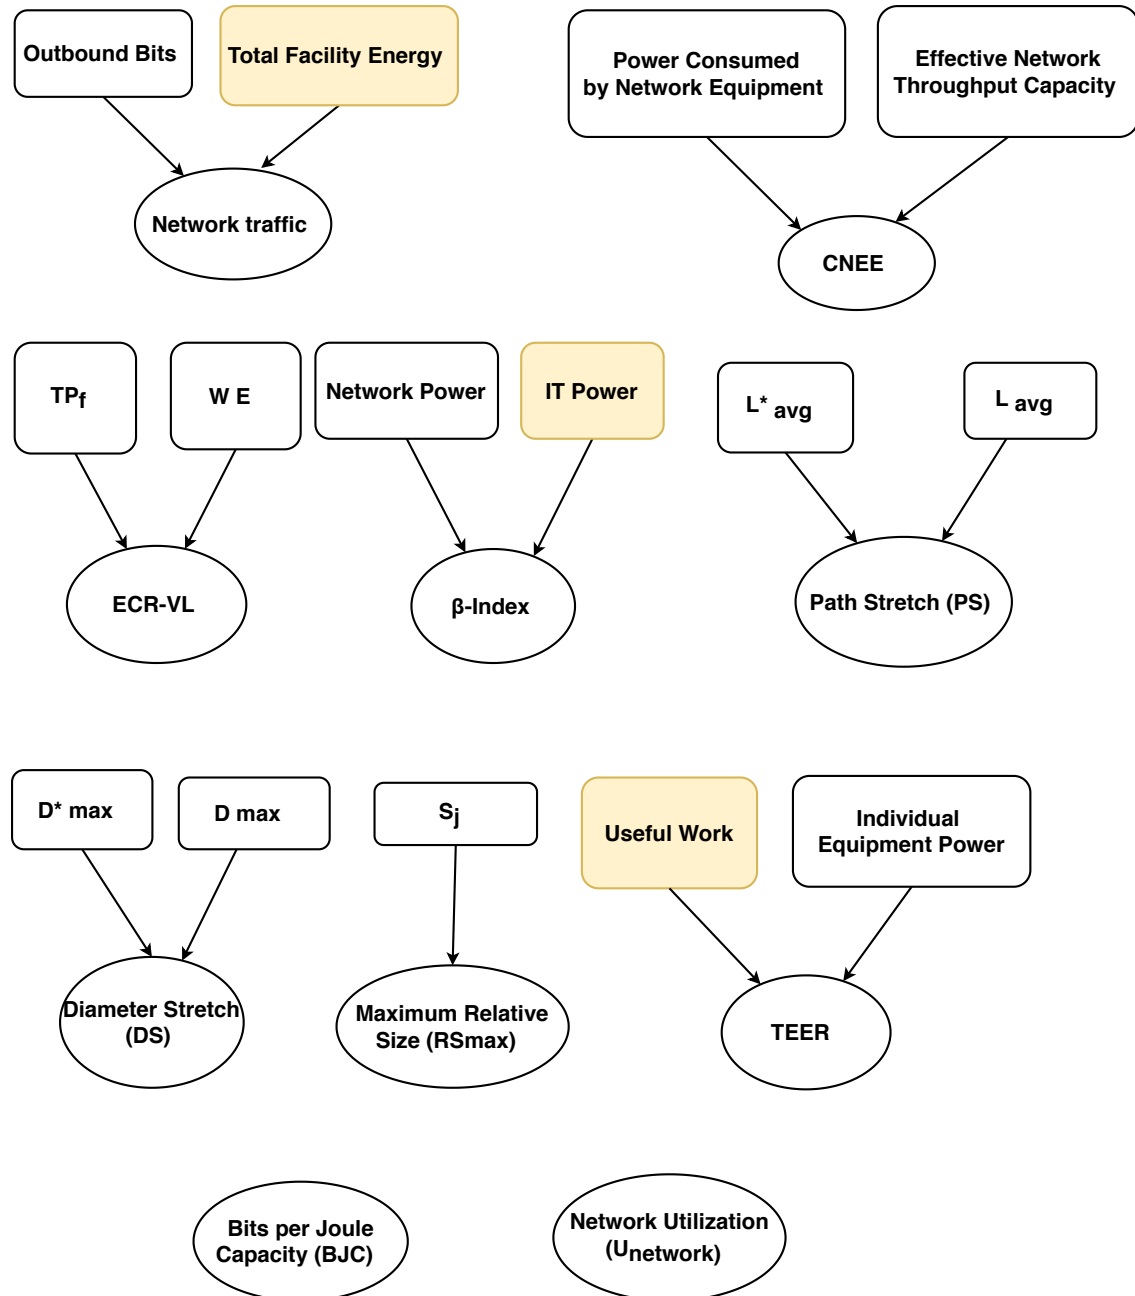 Outbound Bits
Total Facility Energy
Power Consumed
by Network Equipment
Effective Network
Throughput Capacity
Network traffic
CNEE
TPf
W E
Network Power
IT Power
L* avg
L avg
ECR-VL
β-Index
Path Stretch (PS)
D* max
D max
Sj
Useful Work
Individual
Equipment Power
Diameter Stretch
(DS)
Maximum Relative
Size (RSmax)
TEER
Bits per Joule
Capacity (BJC)
Network Utilization
(Unetwork)